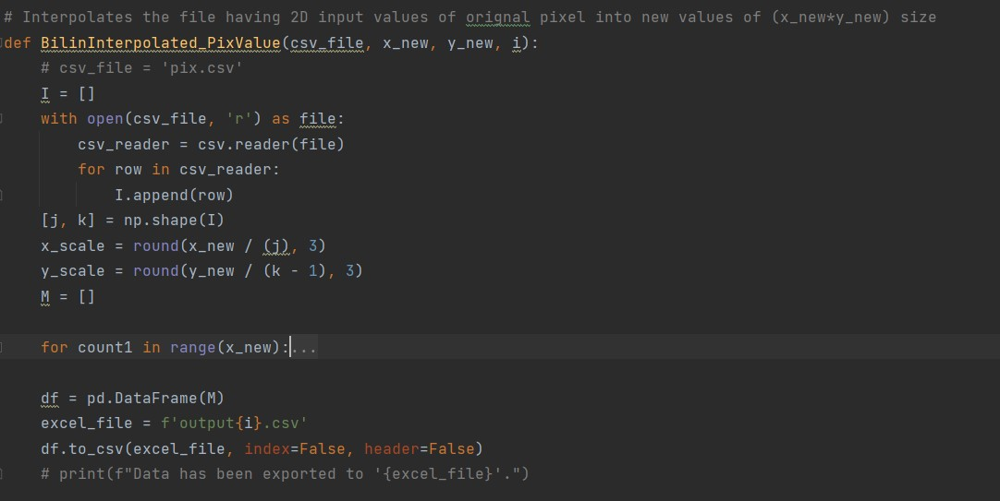 # Interpolates the file having 2D input values of orignal pixel into new values of (x_new*y_new) size
def BilinInterpolated_PixValue(csv_file, x_new, y_new, i):
    # csv_file = 'pix.csv'
    I = []
    with open(csv_file, 'r') as file:
        csv_reader = csv.reader(file)
        for row in csv_reader:
            I.append(row)
    [j, k] = np.shape(I)
    x_scale = round(x_new / (j), 3)
    y_scale = round(y_new / (k - 1), 3)
    M = []
    for count1 in range(x_new):...
    df = pd.DataFrame(M)
    excel_file = f'output{i}.csv'
    df.to_csv(excel_file, index=False, header=False)
    # print(f"Data has been exported to '{excel_file}'.")